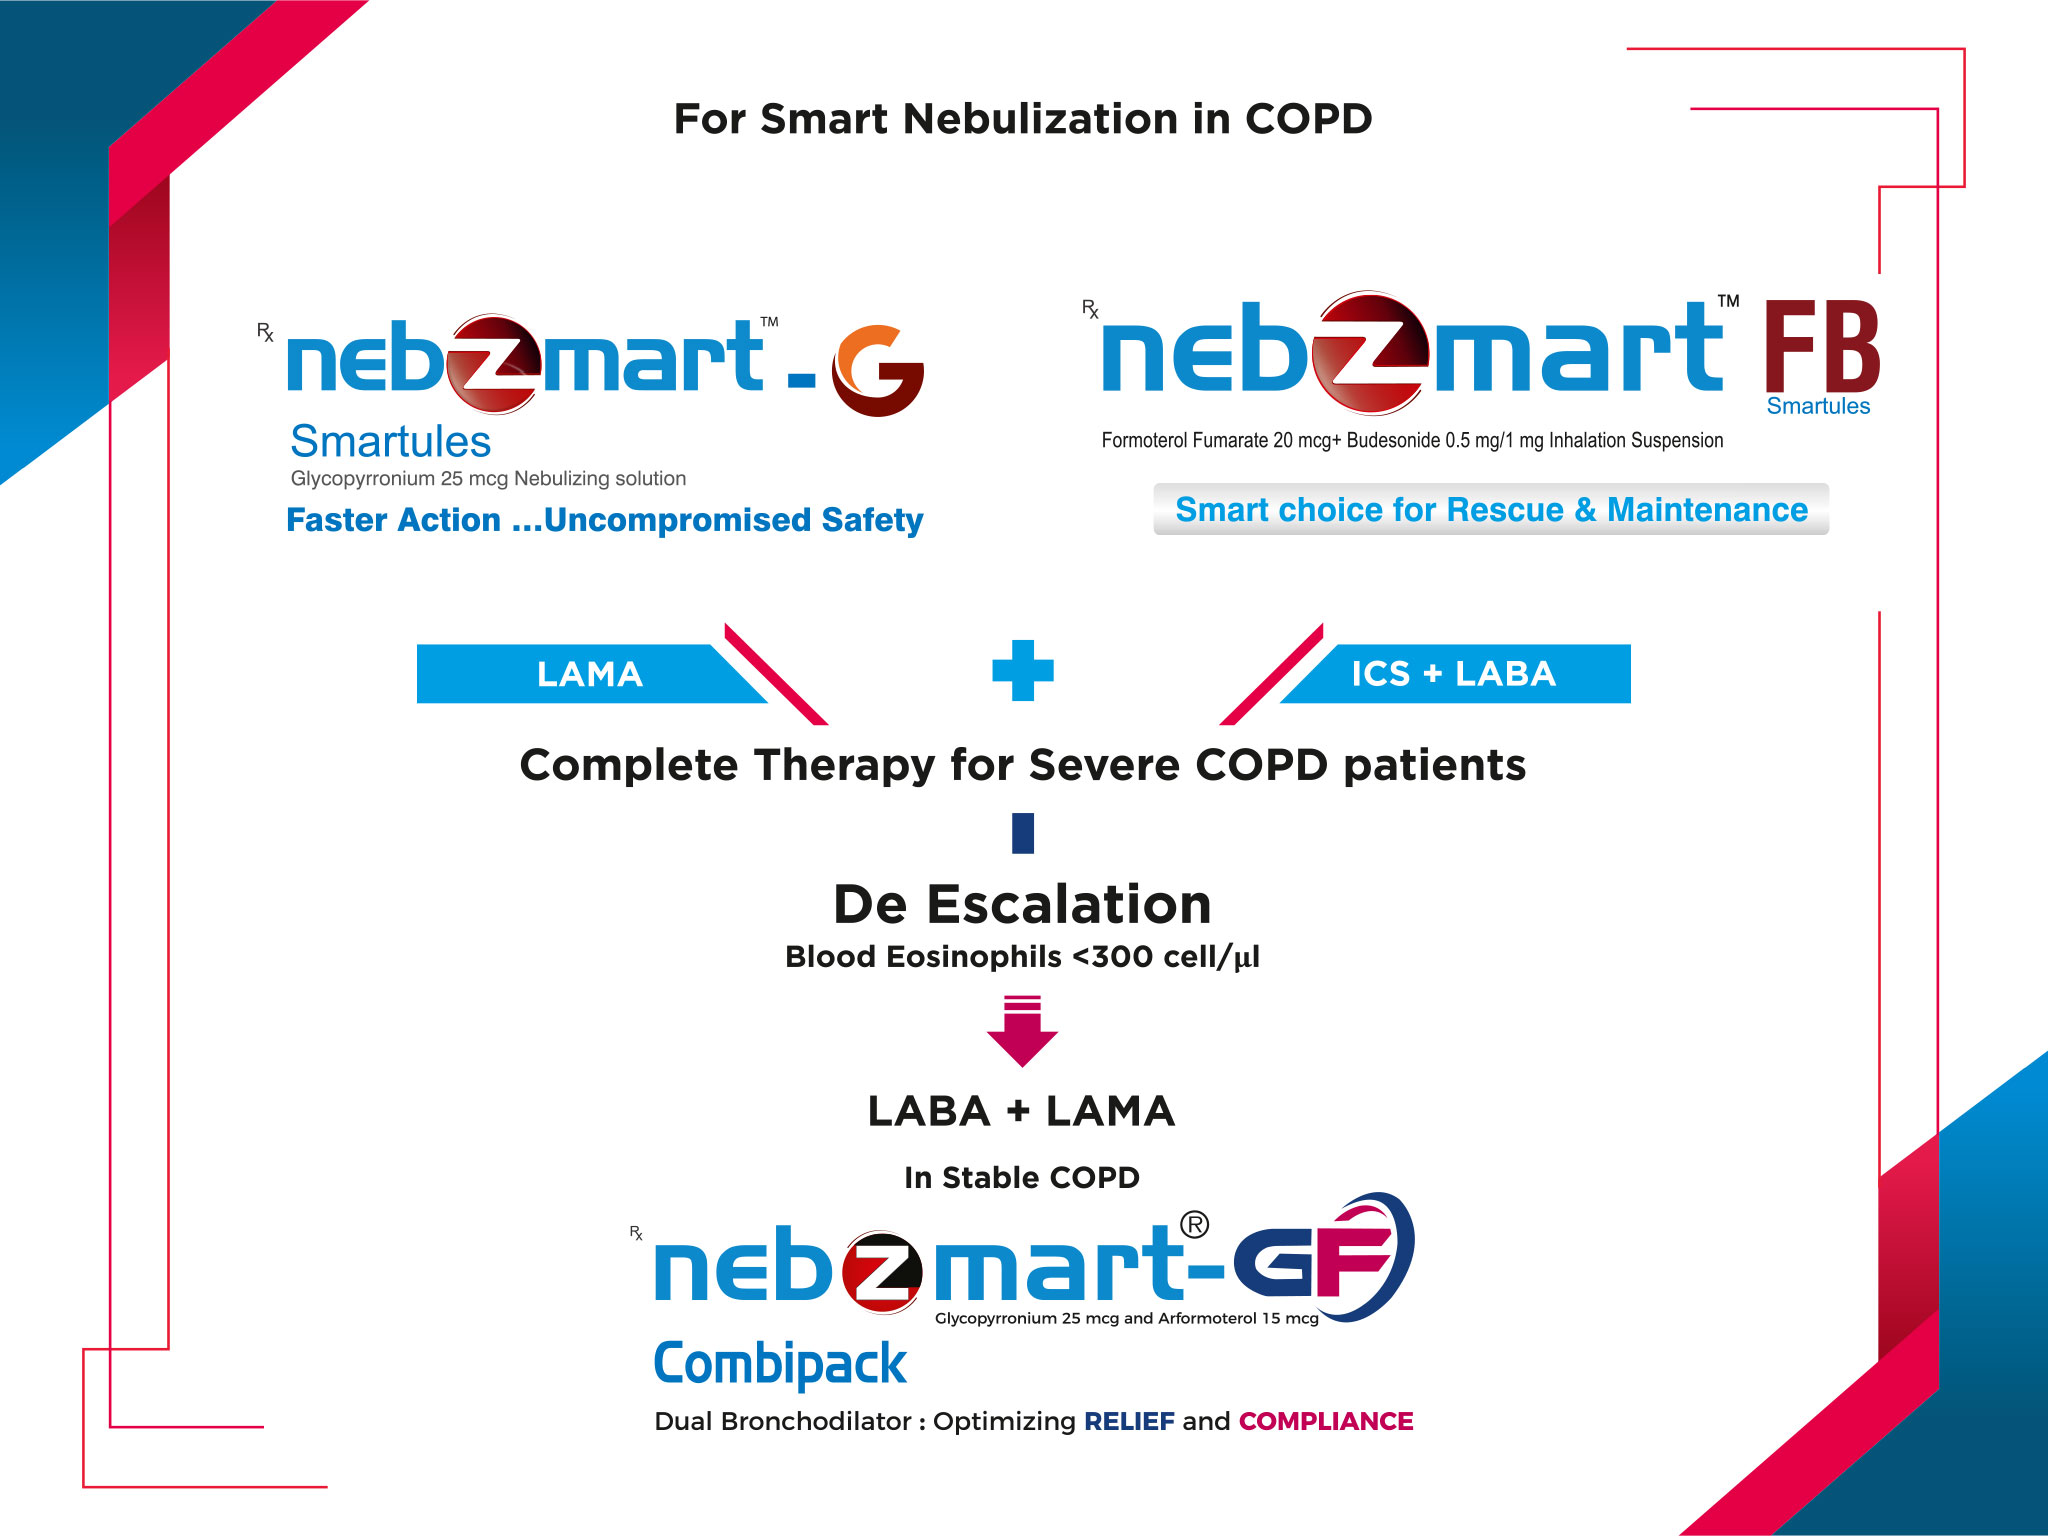 For Smart Nebulization in COPD
Rx nebzmart™-G
Smartules
Glycopyrronium 25 mcg Nebulizing solution
Faster Action ...Uncompromised Safety
Rx nebzmart™ FB
Smartules
Formoterol Fumarate 20 mcg+ Budesonide 0.5 mg/1 mg Inhalation Suspension
Smart choice for Rescue & Maintenance
LAMA
ICS + LABA
Complete Therapy for Severe COPD patients
De Escalation
Blood Eosinophils <300 cell/µl
LABA + LAMA
In Stable COPD
Rx nebzmart®-GF
Glycopyrronium 25 mcg and Arformoterol 15 mcg
Combipack
Dual Bronchodilator : Optimizing RELIEF and COMPLIANCE